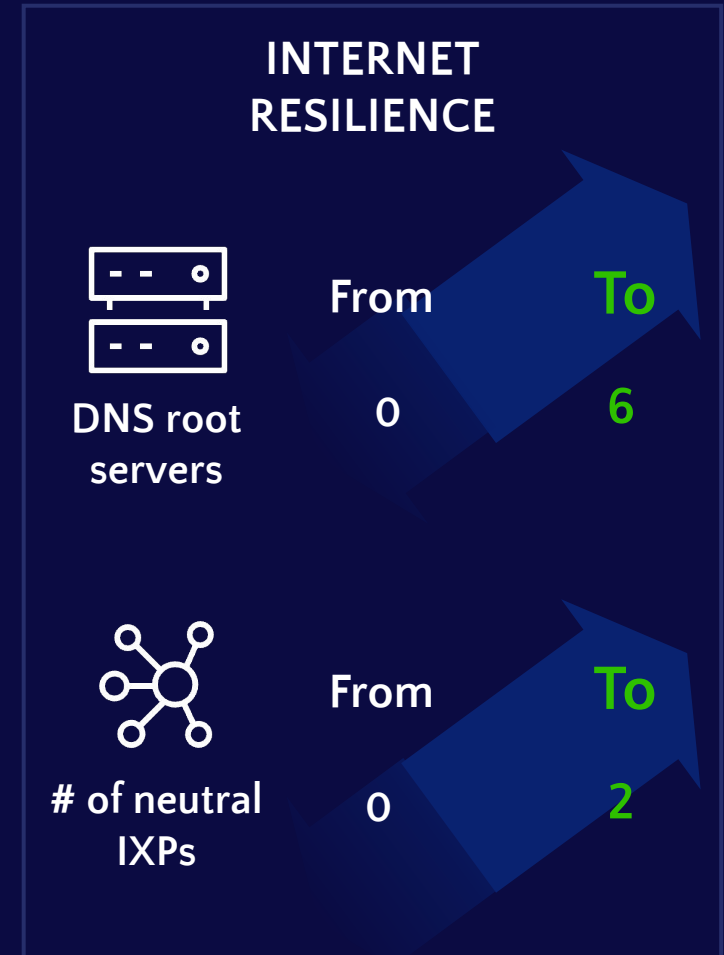 INTERNET
RESILIENCE
From To
0 6
DNS root
servers
From To
0 2
# of neutral
IXPs